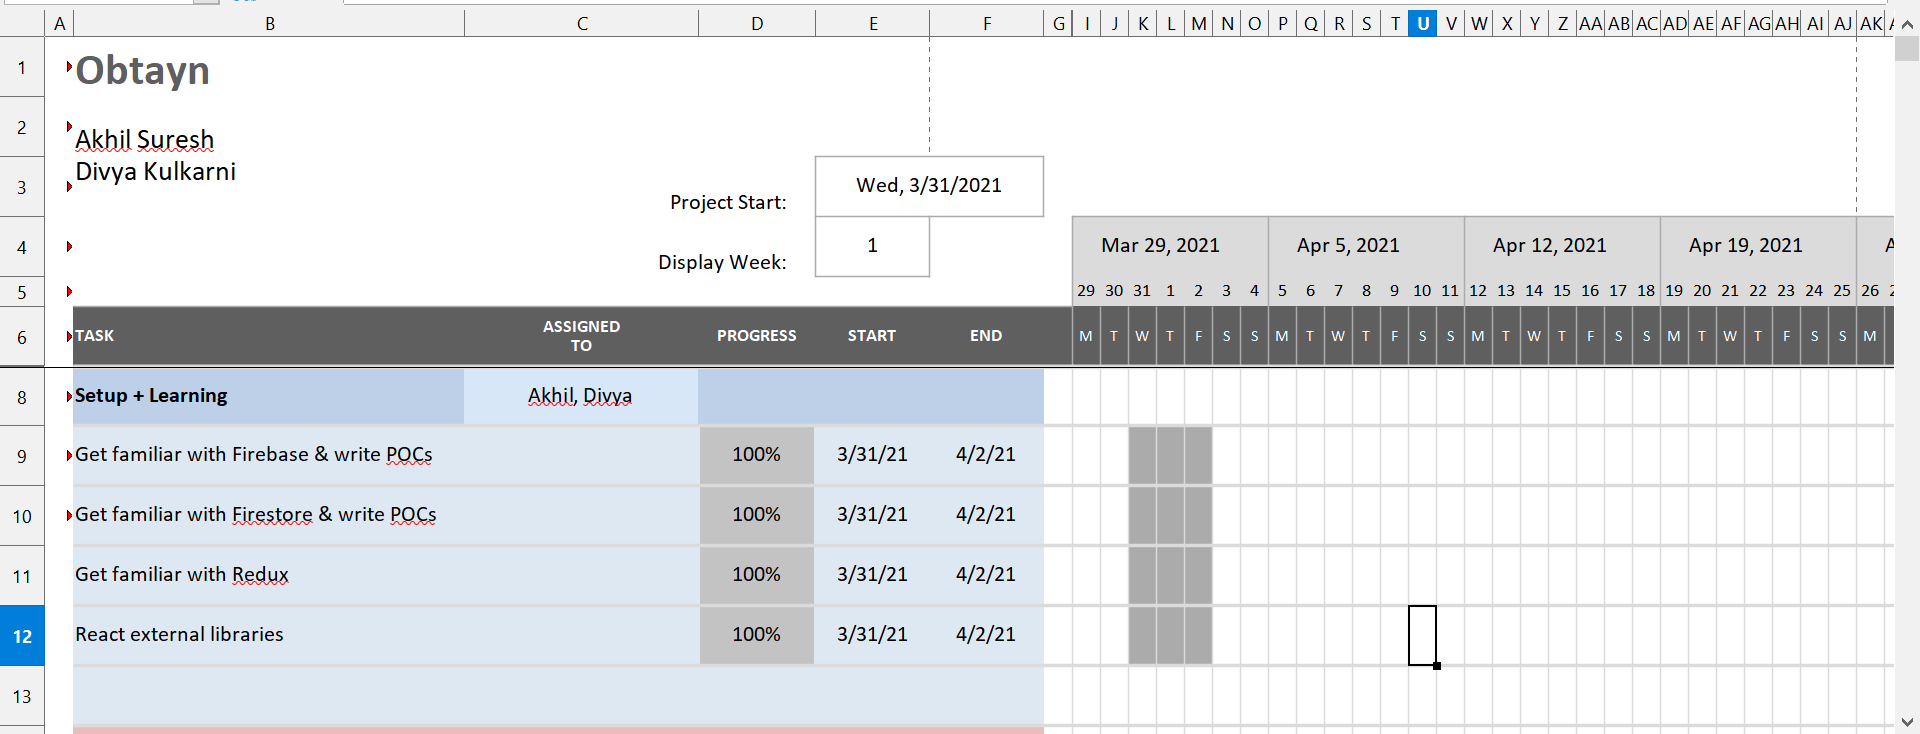 A B C D E F G I J K L M N O P Q R S T U V W X Y Z AA AB AC AD AE AF AG AH AI AJ AK
1 Obtayn
2 Akhil Suresh
Divya Kulkarni
3 Project Start: Wed, 3/31/2021
4 Display Week: 1 Mar 29, 2021 Apr 5, 2021 Apr 12, 2021 Apr 19, 2021
5 29 30 31 1 2 3 4 5 6 7 8 9 10 11 12 13 14 15 16 17 18 19 20 21 22 23 24 25 26
6 TASK ASSIGNED TO PROGRESS START END M T W T F S S M T W T F S S M T W T F S S M T W T F S S M
8 Setup + Learning Akhil, Divya
9 Get familiar with Firebase & write POCs 100% 3/31/21 4/2/21
10 Get familiar with Firestore & write POCs 100% 3/31/21 4/2/21
11 Get familiar with Redux 100% 3/31/21 4/2/21
12 React external libraries 100% 3/31/21 4/2/21
13